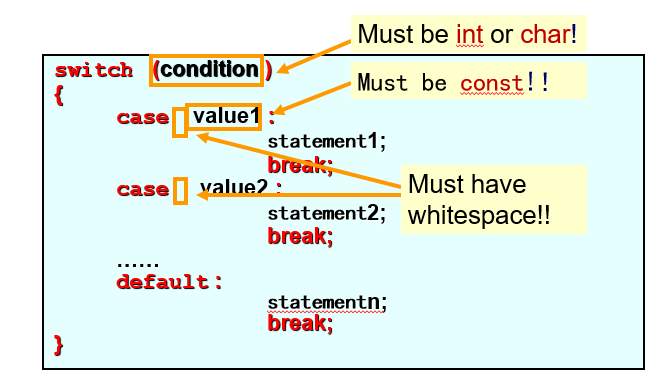 Must be int or char!
switch (condition )
Must be const!!
{
case value1 :
statement1;
break;
Must have
whitespace!!
case value2 :
statement2;
break;
……
default :
statementn;
break;
}